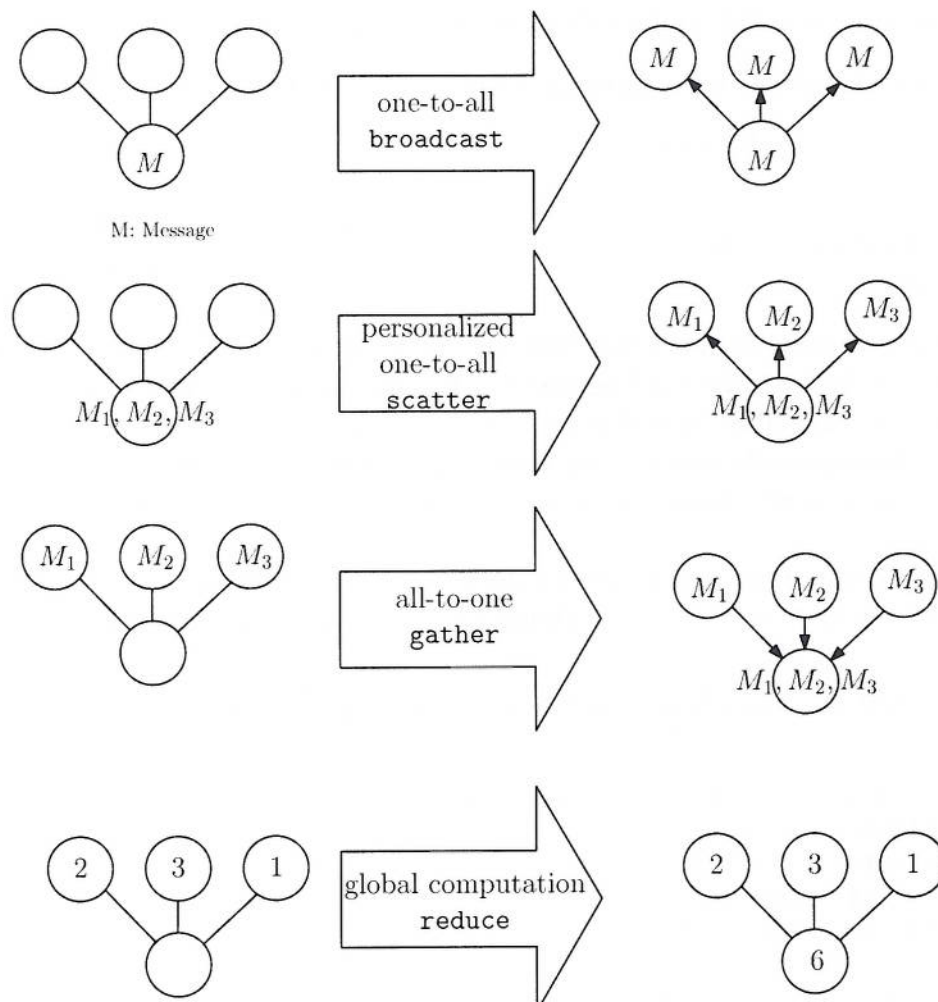 M
M: Message
one-to-all
broadcast
M M M
M
M₁, M₂, M₃
personalized
one-to-all
scatter
M₁ M₂ M₃
M₁, M₂, M₃
M₁ M₂ M₃
all-to-one
gather
M₁ M₂ M₃
M₁, M₂, M₃
2 3 1
global computation
reduce
2 3 1
6